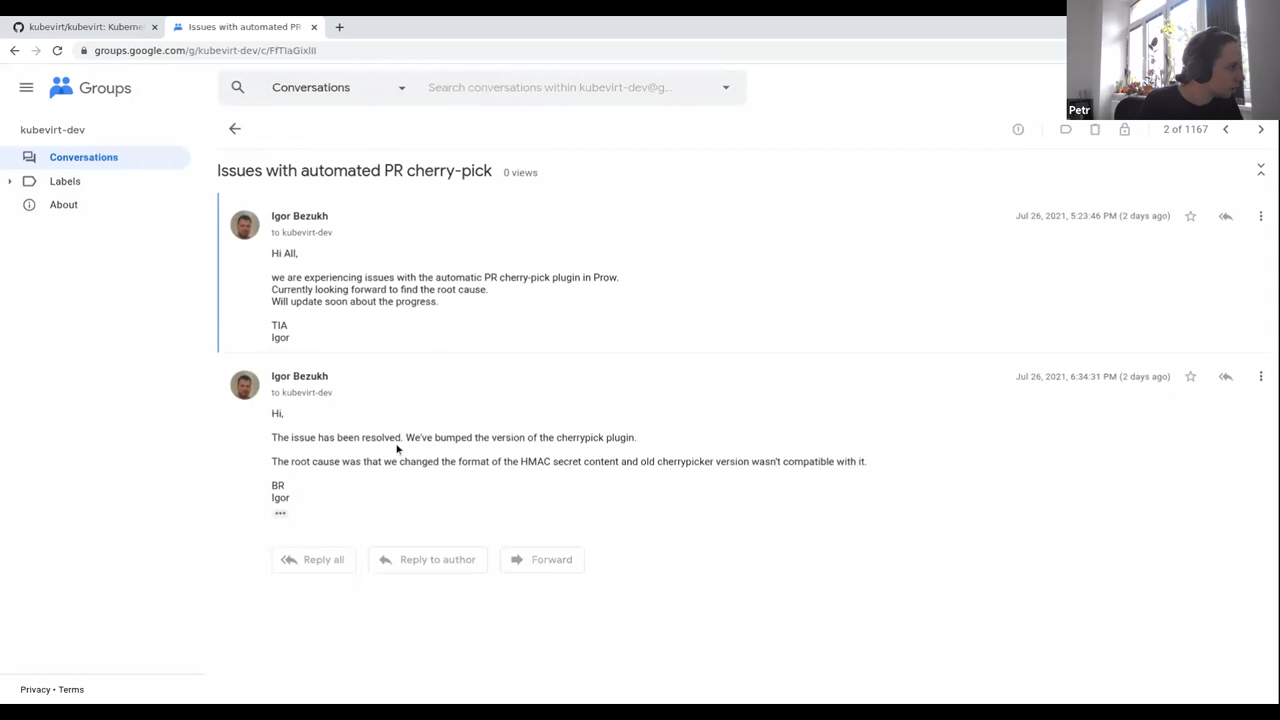 kubevirt/kubevirt: Kuberne
Issues with automated PR
groups.google.com/g/kubevirt-dev/c/FfTIaGixlII
Petr
Groups
Conversations
Search conversations within kubevirt-dev@g...
kubevirt-dev
2 of 1167
Conversations
Labels
About
Issues with automated PR cherry-pick
0 views
Igor Bezukh
Jul 26, 2021, 5:23:46 PM (2 days ago)
to kubevirt-dev
Hi All,
we are experiencing issues with the automatic PR cherry-pick plugin in Prow.
Currently looking forward to find the root cause.
Will update soon about the progress.
TIA
Igor
Igor Bezukh
Jul 26, 2021, 6:34:31 PM (2 days ago)
to kubevirt-dev
Hi,
The issue has been resolved. We've bumped the version of the cherrypick plugin.
The root cause was that we changed the format of the HMAC secret content and old cherrypicker version wasn't compatible with it.
BR
Igor
Reply all
Reply to author
Forward
Privacy • Terms